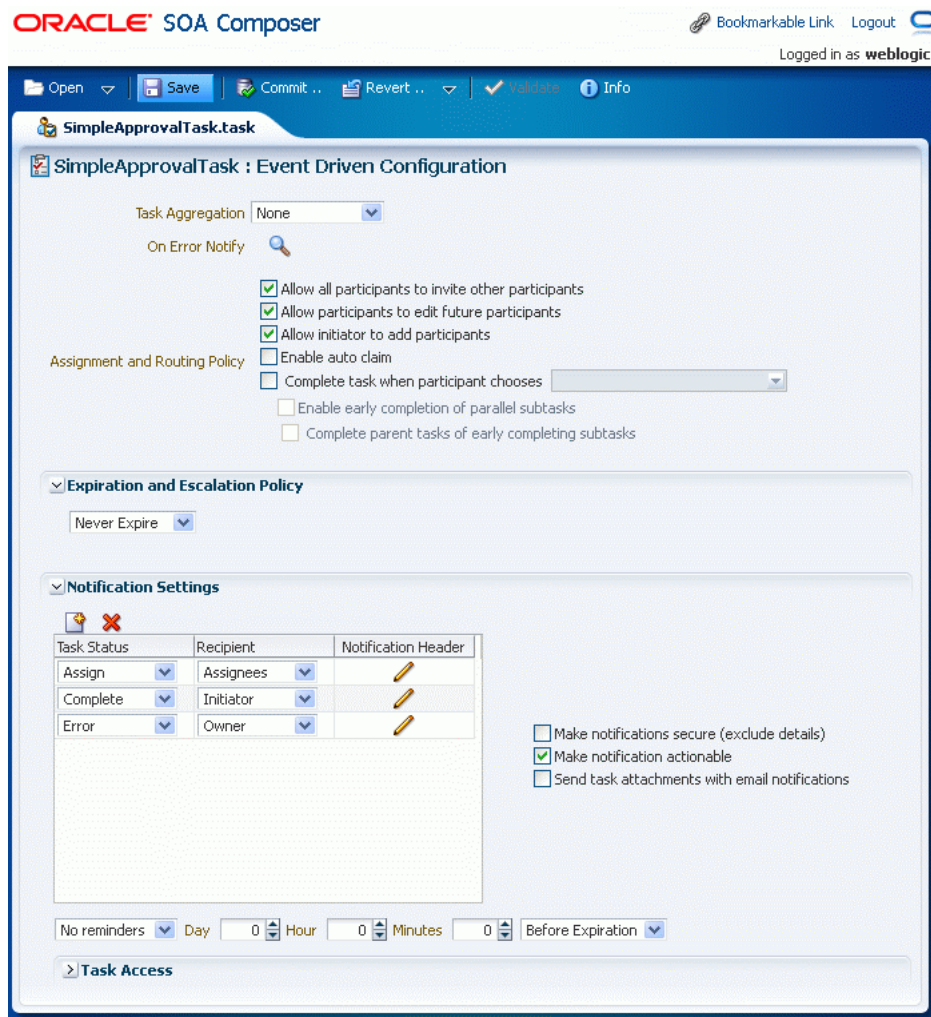 ORACLE SOA Composer
Bookmarkable Link Logout
Logged in as weblogic
Open Save Commit .. Revert .. Validate Info
SimpleApprovalTask.task
SimpleApprovalTask : Event Driven Configuration
Task Aggregation None
On Error Notify
Allow all participants to invite other participants
Allow participants to edit future participants
Allow initiator to add participants
Assignment and Routing Policy Enable auto claim
Complete task when participant chooses
Enable early completion of parallel subtasks
Complete parent tasks of early completing subtasks
Expiration and Escalation Policy
Never Expire
Notification Settings
Task Status Recipient Notification Header
Assign Assignees
Complete Initiator
Error Owner
Make notifications secure (exclude details)
Make notification actionable
Send task attachments with email notifications
No reminders Day 0 Hour 0 Minutes 0 Before Expiration
Task Access